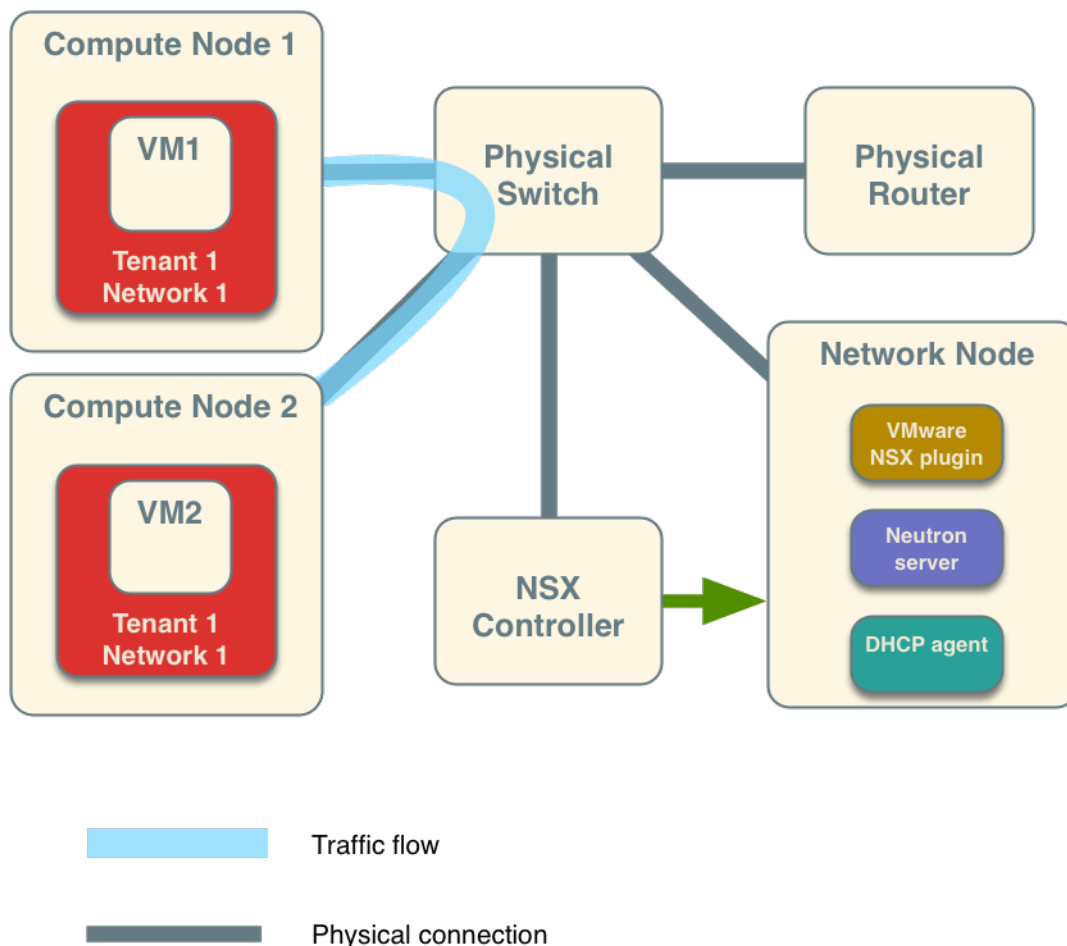 Compute Node 1
VM1
Tenant 1
Network 1
Physical
Switch
Physical
Router
Compute Node 2
VM2
Tenant 1
Network 1
NSX
Controller
Network Node
VMware
NSX plugin
Neutron
server
DHCP agent
Traffic flow
Physical connection